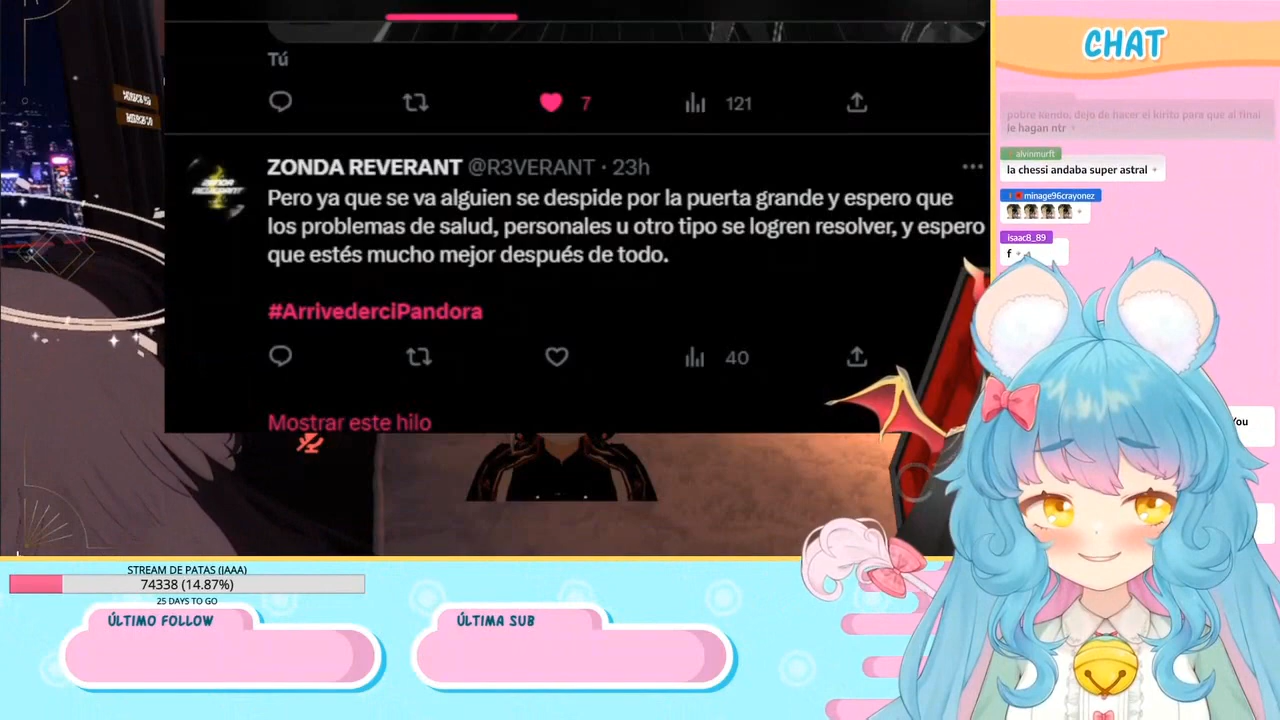 CHAT
Tú
7
121
pobre kendo, dejo de hacer el kirito para que al final
le hagan ntr
alvinmurft
la chessi andaba super astral
minage96crayonez
isaac8_89
f
ZONDA REVERANT @R3VERANT · 23h
Pero y se va alguien se despide por la puerta grande y espero que
los problemas de salud, personales u otro tipo se logren resolver, y espero
que estés mucho mejor después de todo.
#ArrivederciPandora
40
Mostrar este hilo
You
STREAM DE PATAS (IAAA)
74338 (14.87%)
25 DAYS TO GO
ÚLTIMO FOLLOW
ÚLTIMA SUB